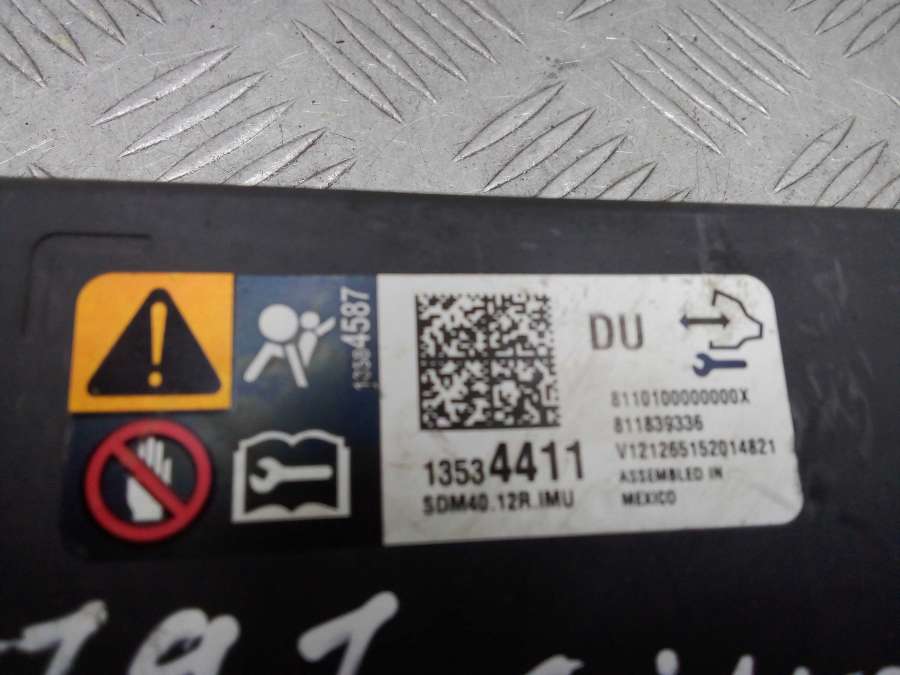 13384587
DU
8110100000000X
811839336
V121265152014821
13534411
SDM40.12R.IMU
ASSEMBLED IN
MEXICO